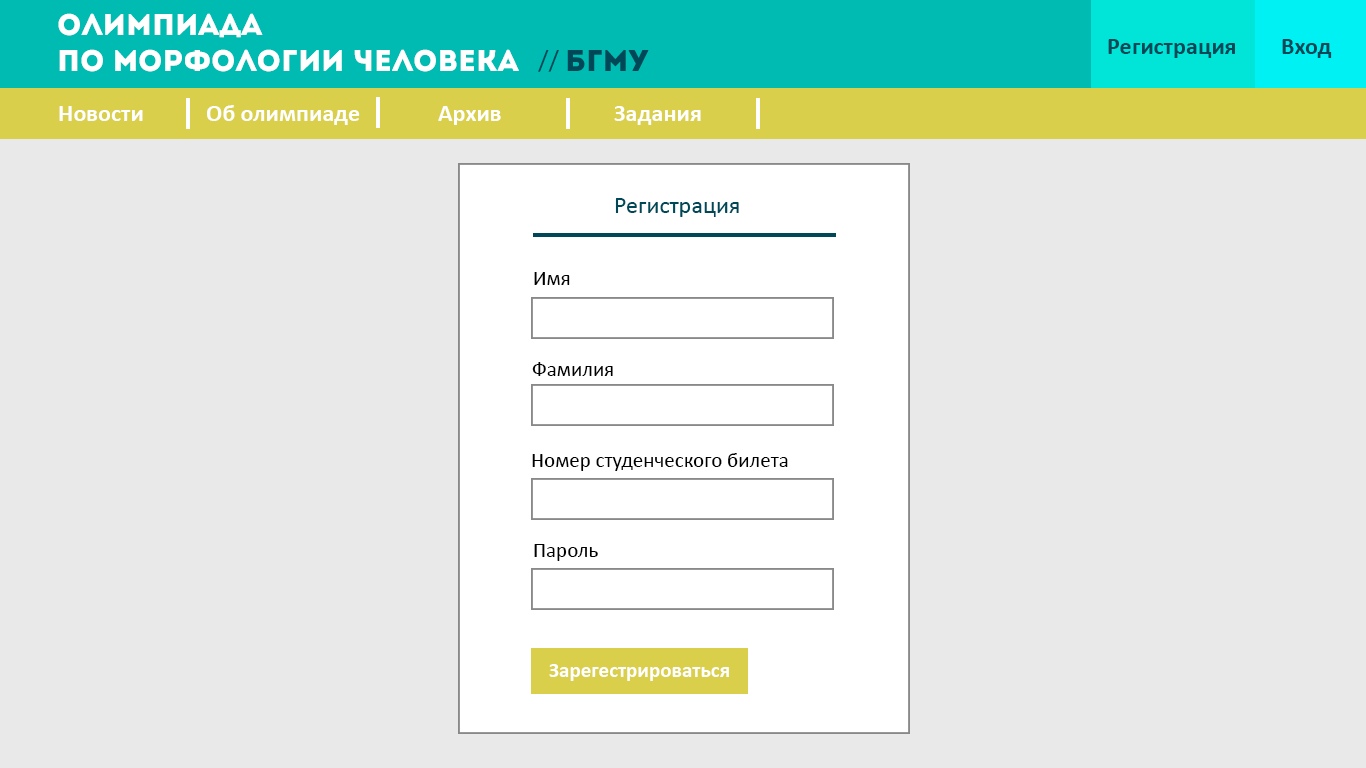 ОЛИМПИАДА
ПО МОРФОЛОГИИ ЧЕЛОВЕКА // БГМУ
Регистрация Вход
Новости Об олимпиаде Архив Задания
Регистрация
Имя
Фамилия
Номер студенческого билета
Пароль
Зарегестрироваться